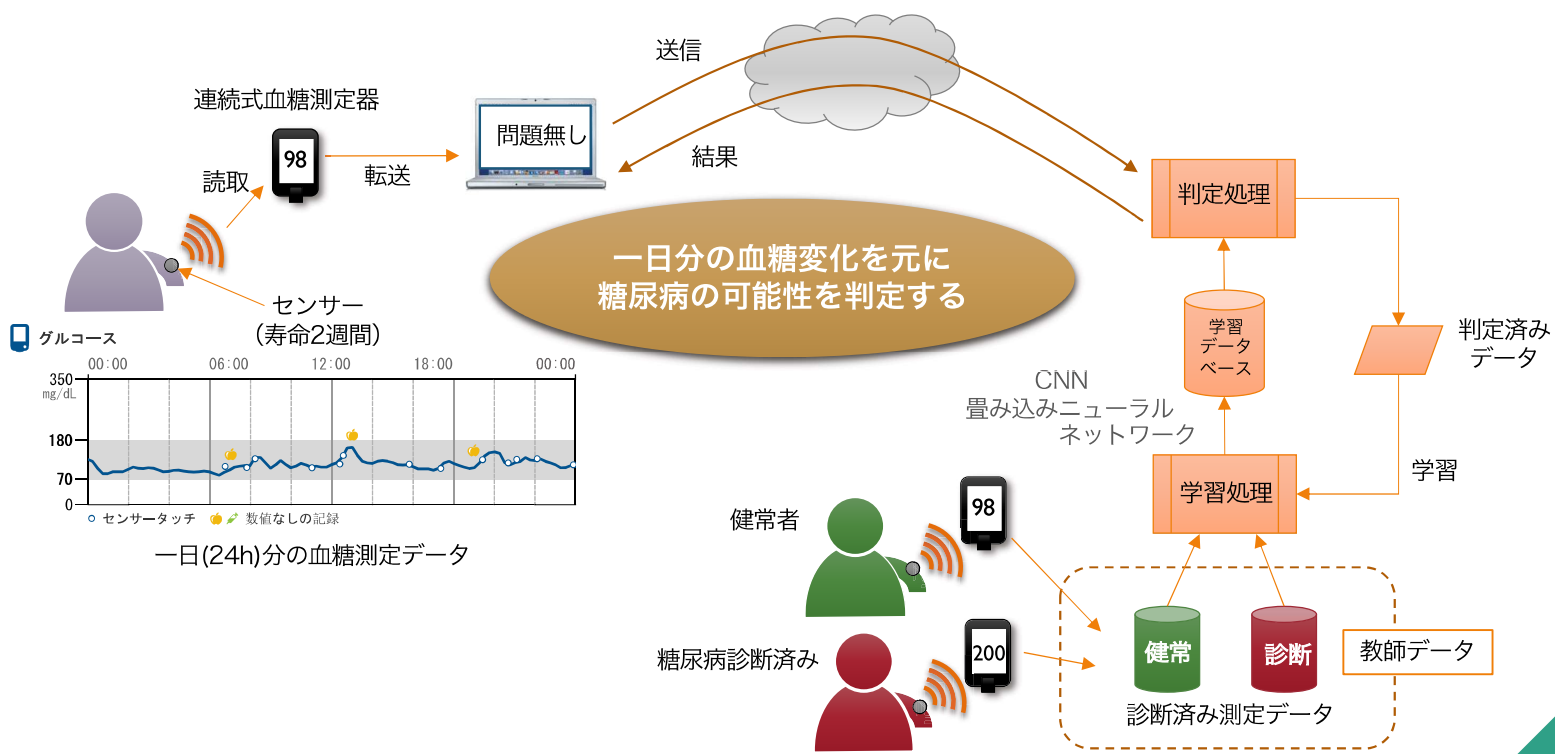 送信
連続式血糖測定器
98
問題無し
読取
転送
結果
判定処理
一日分の血糖変化を元に
糖尿病の可能性を判定する
センサー
(寿命2週間)
グルコース
00:00 06:00 12:00 18:00 00:00
350
mg/dL
180
70
0
センサータッチ 数値なしの記録
一日(24h)分の血糖測定データ
学習
データ
ベース
判定済み
データ
CNN
畳み込みニューラル
ネットワーク
学習処理
学習
健常者
98
糖尿病診断済み
200
健常
診断
教師データ
診断済み測定データ